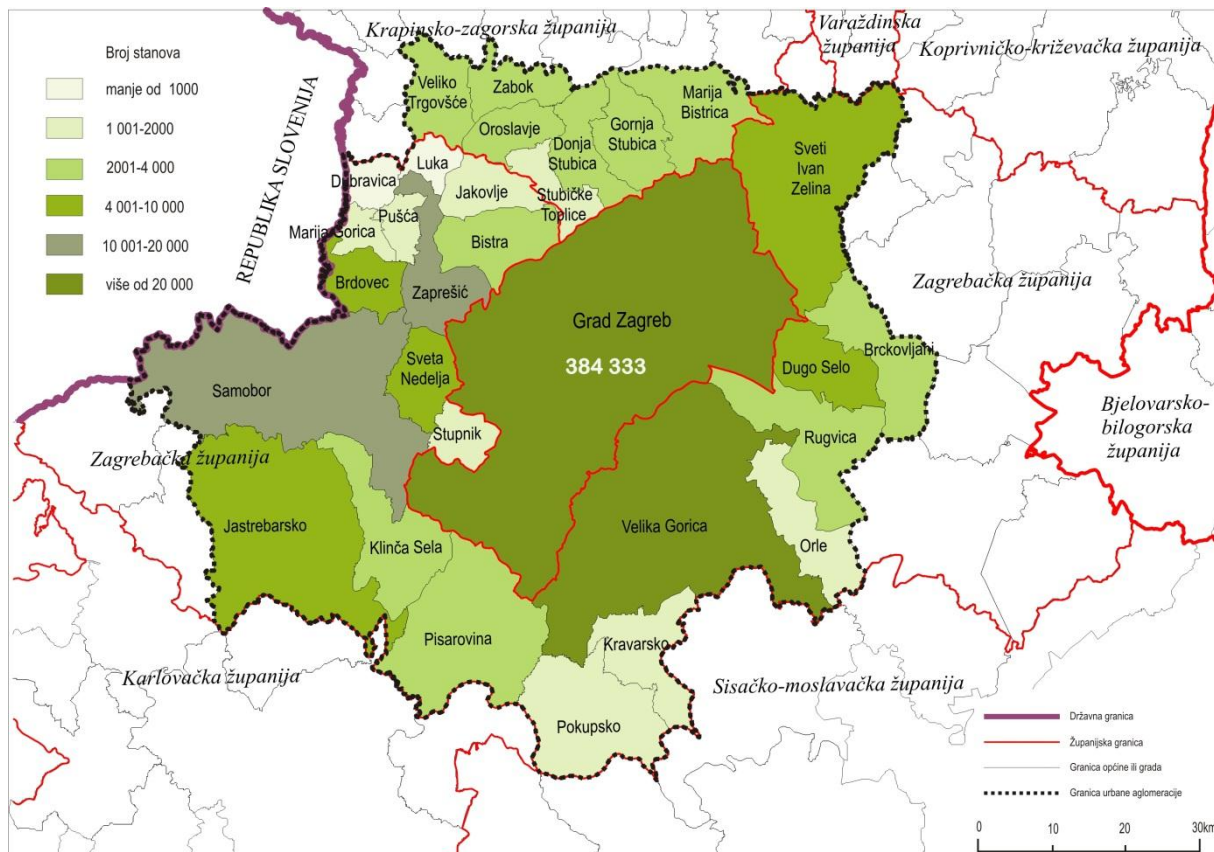 Krapinsko-zagorska županija
Varaždinska
županija
Koprivničko-križevačka županija
Broj stanova
manje od 1000
1 001-2000
2001-4 000
4 001-10 000
10 001-20 000
više od 20 000
REPUBLIKA SLOVENIJA
Veliko
Trgovšće
Zabok
Oroslavje
Donja
Stubica
Gornja
Stubica
Marija
Bistrica
Sveti
Ivan
Zelina
Luka
Dubravica
Jakovlje
Stubičke
Toplice
Pušća
Marija Gorica
Bistra
Brdovec
Zaprešić
Zagrebačka županija
Grad Zagreb
384 333
Sveta
Nedelja
Samobor
Dugo Selo
Brckovljani
Stupnik
Rugvica
Bjelovarsko-
bilogorska
županija
Zagrebačka županija
Jastrebarsko
Klinča Sela
Velika Gorica
Orle
Pisarovina
Kravarsko
Karlovačka županija
Sisačko-moslavačka županija
Pokupsko
Državna granica
Županijska granica
Granica općine ili grada
Granica urbane aglomeracije
0 10 20 30km